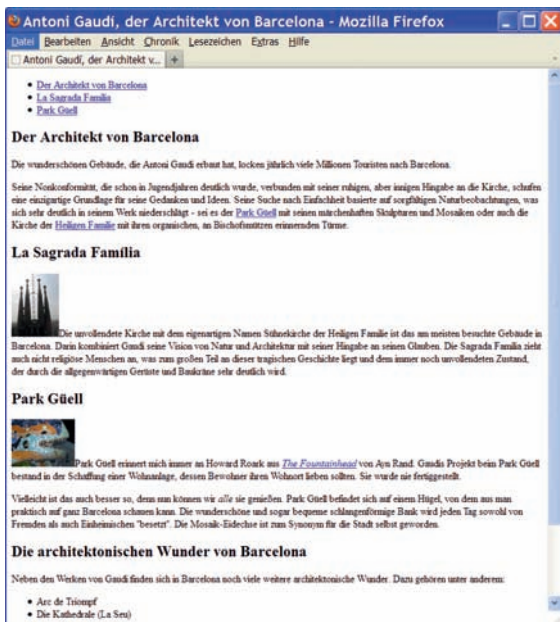 Antoni Gaudí, der Architekt von Barcelona - Mozilla Firefox
Datei Bearbeiten Ansicht Chronik Lesezeichen Extras Hilfe
Antoni Gaudí, der Architekt v... +
• Der Architekt von Barcelona
• La Sagrada Família
• Park Güell
Der Architekt von Barcelona
Die wunderschönen Gebäude, die Antoni Gaudí erbaut hat, locken jährlich viele Millionen Touristen nach Barcelona.
Seine Nonkonformität, die schon in Jugendjahren deutlich wurde, verbunden mit seiner ruhigen, aber innigen Hingabe an die Kirche, schufen
eine einzigartige Grundlage für seine Gedanken und Ideen. Seine Suche nach Einfachheit basierte auf sorgfältigen Naturbeobachtungen, was
sich sehr deutlich in seinem Werk niederschlägt - sei es der Park Güell mit seinen märchenhaften Skulpturen und Mosaiken oder auch die
Kirche der Heiligen Familie mit ihren organischen, an Bischofsmützen erinnernden Türme.
La Sagrada Família
Die unvollendete Kirche mit dem eigenartigen Namen Sühnekirche der Heiligen Familie ist das am meisten besuchte Gebäude in
Barcelona. Darin kombiniert Gaudí seine Vision von Natur und Architektur mit seiner Hingabe an seinen Glauben. Die Sagrada Família zieht
auch nicht religiöse Menschen an, was zum großen Teil an dieser tragischen Geschichte liegt und dem immer noch unvollendeten Zustand,
der durch die allgegenwärtigen Gerüste und Baukräne sehr deutlich wird.
Park Güell
Park Güell erinnert mich immer an Howard Roark aus The Fountainhead von Ayn Rand. Gaudís Projekt beim Park Güell
bestand in der Schaffung einer Wohnanlage, dessen Bewohner ihren Wohnort lieben sollten. Sie wurde nie fertiggestellt.
Vielleicht ist das auch besser so, denn nun können wir alle sie genießen. Park Güell befindet sich auf einem Hügel, von dem aus man
praktisch auf ganz Barcelona schauen kann. Die wunderschöne und sogar bequeme schlangenförmige Bank wird jeden Tag sowohl von
Fremden als auch Einheimischen "besetzt". Die Mosaik-Eidechse ist zum Synonym für die Stadt selbst geworden.
Die architektonischen Wunder von Barcelona
Neben den Werken von Gaudí finden sich in Barcelona noch viele weitere architektonische Wunder. Dazu gehören unter anderem:
• Arc de Triompf
• Die Kathedrale (La Seu)